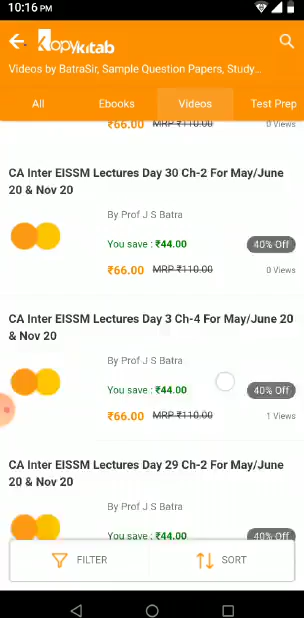 10:16 PM
Kopykitab
Videos by BatraSir, Sample Question Papers, Study...
All Ebooks Videos Test Prep
₹66.00 MRP ₹110.00 0 Views
CA Inter EISSM Lectures Day 30 Ch-2 For May/June
20 & Nov 20
By Prof J S Batra
You save : ₹44.00 40% Off
₹66.00 MRP ₹110.00 0 Views
CA Inter EISSM Lectures Day 3 Ch-4 For May/June 20
& Nov 20
By Prof J S Batra
You save : ₹44.00 40% Off
₹66.00 MRP ₹110.00 1 Views
CA Inter EISSM Lectures Day 29 Ch-2 For May/June
20 & Nov 20
By Prof J S Batra
You save : ₹44.00 40% Off
FILTER SORT